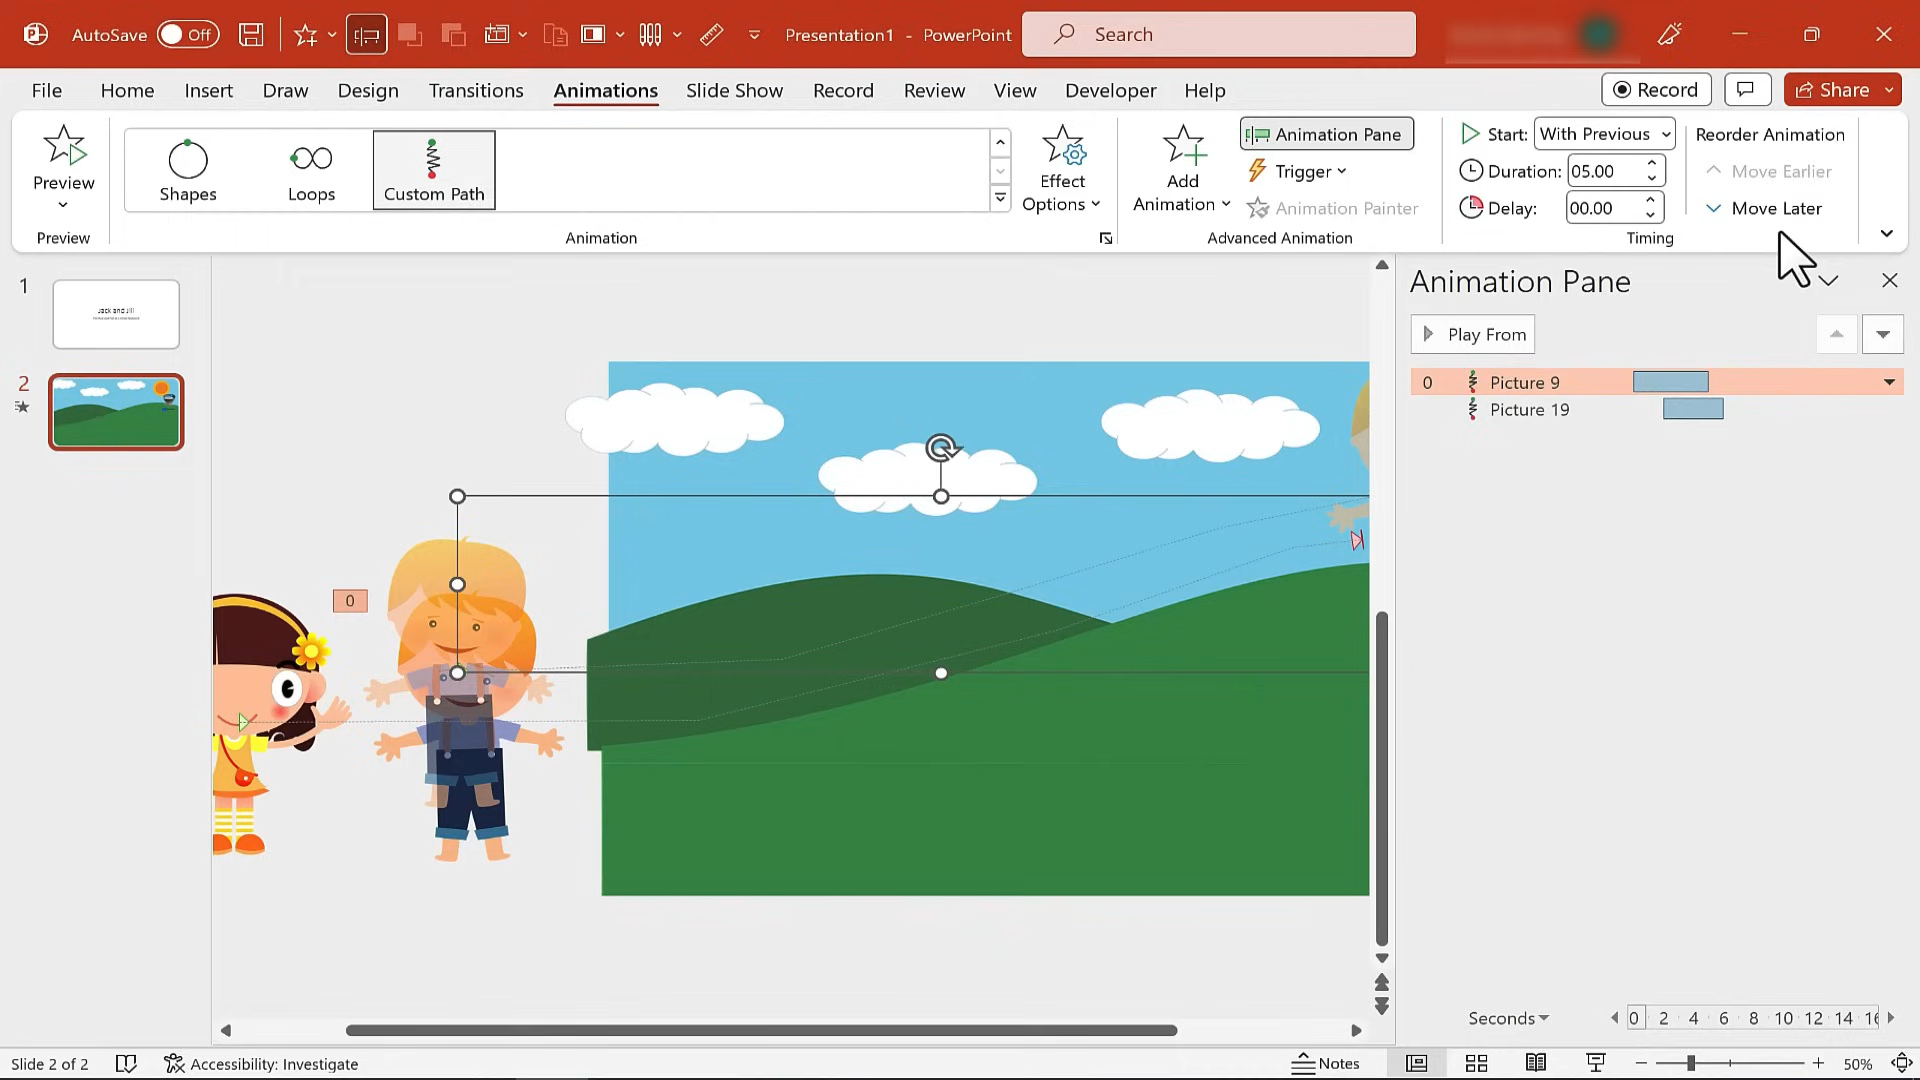 AutoSave Off Presentation1 - PowerPoint Search
File Home Insert Draw Design Transitions Animations Slide Show Record Review View Developer Help Record Share
Preview
Preview
Shapes
Loops
Custom Path
Animation
Effect
Options
Add
Animation
Animation Pane
Trigger
Animation Painter
Advanced Animation
Start: With Previous
Duration: 05.00
Delay: 00.00
Timing
Reorder Animation
Move Earlier
Move Later
1
Jack and Jill
2
0
Animation Pane
Play From
0 Picture 9
Picture 19
Seconds 0 2 4 6 8 10 12 14
Slide 2 of 2 Accessibility: Investigate Notes 50%